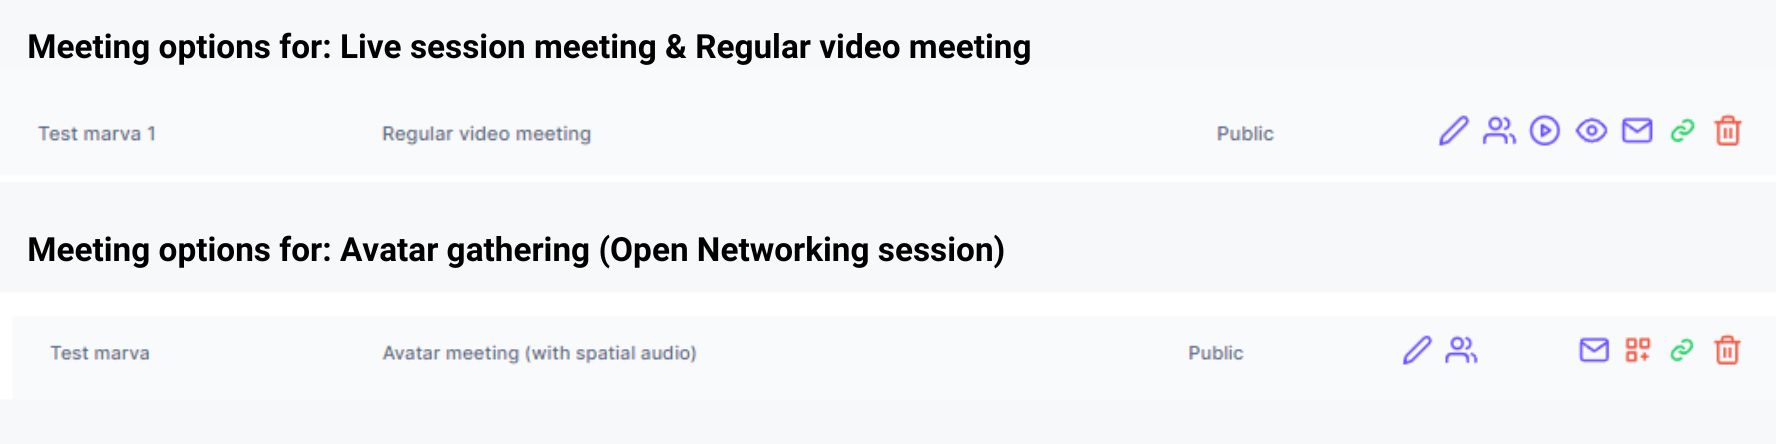 Meeting options for: Live session meeting & Regular video meeting
Test marva 1 Regular video meeting Public
Meeting options for: Avatar gathering (Open Networking session)
Test marva Avatar meeting (with spatial audio) Public